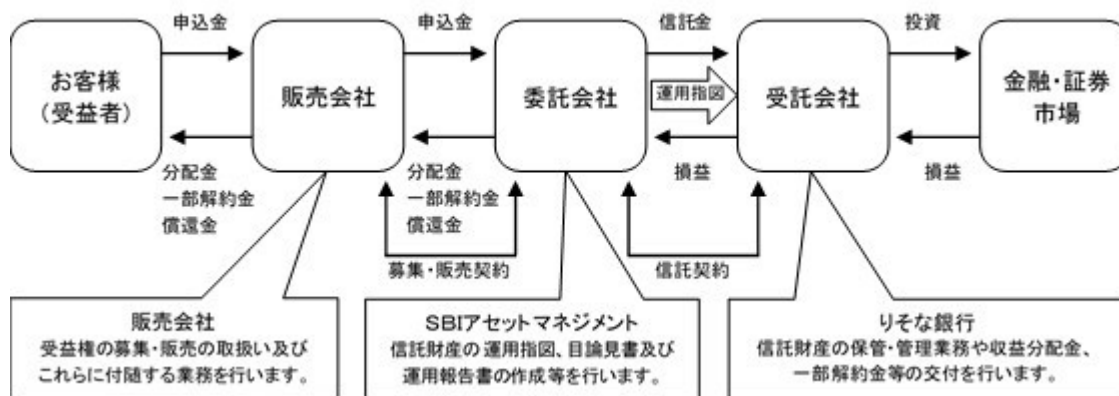 申込金
申込金
信託金
投資
お客様
（受益者）
販売会社
委託会社
運用指図
受託会社
金融・証券
市場
分配金
一部解約金
償還金
分配金
一部解約金
償還金
損益
損益
募集・販売契約
信託契約
販売会社
受益権の募集・販売の取扱い及び
これらに付随する業務を行います。
SBIアセットマネジメント
信託財産の運用指図、目論見書及び
運用報告書の作成等を行います。
りそな銀行
信託財産の保管・管理業務や収益分配金、
一部解約金等の交付を行います。